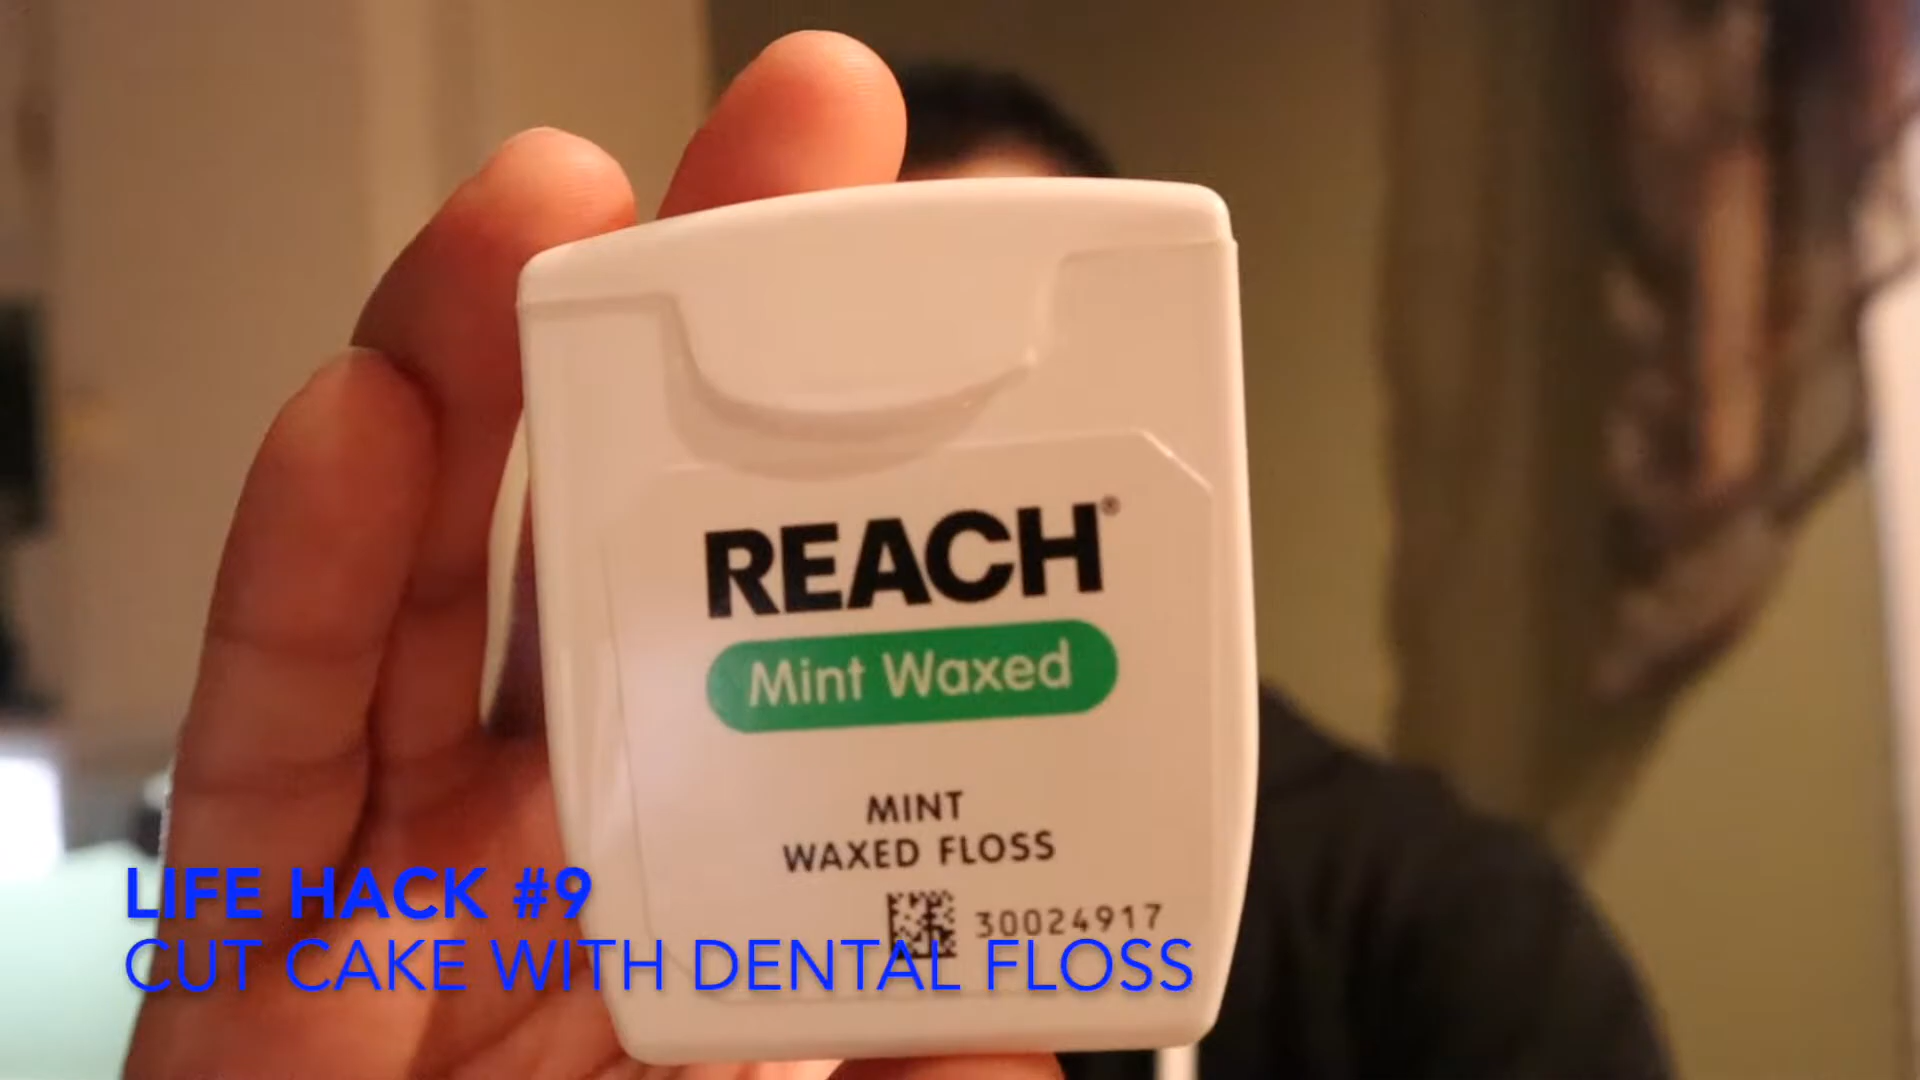 REACH®
Mint Waxed
MINT
WAXED FLOSS
30024917
LIFE HACK #9
CUT CAKE WITH DENTAL FLOSS